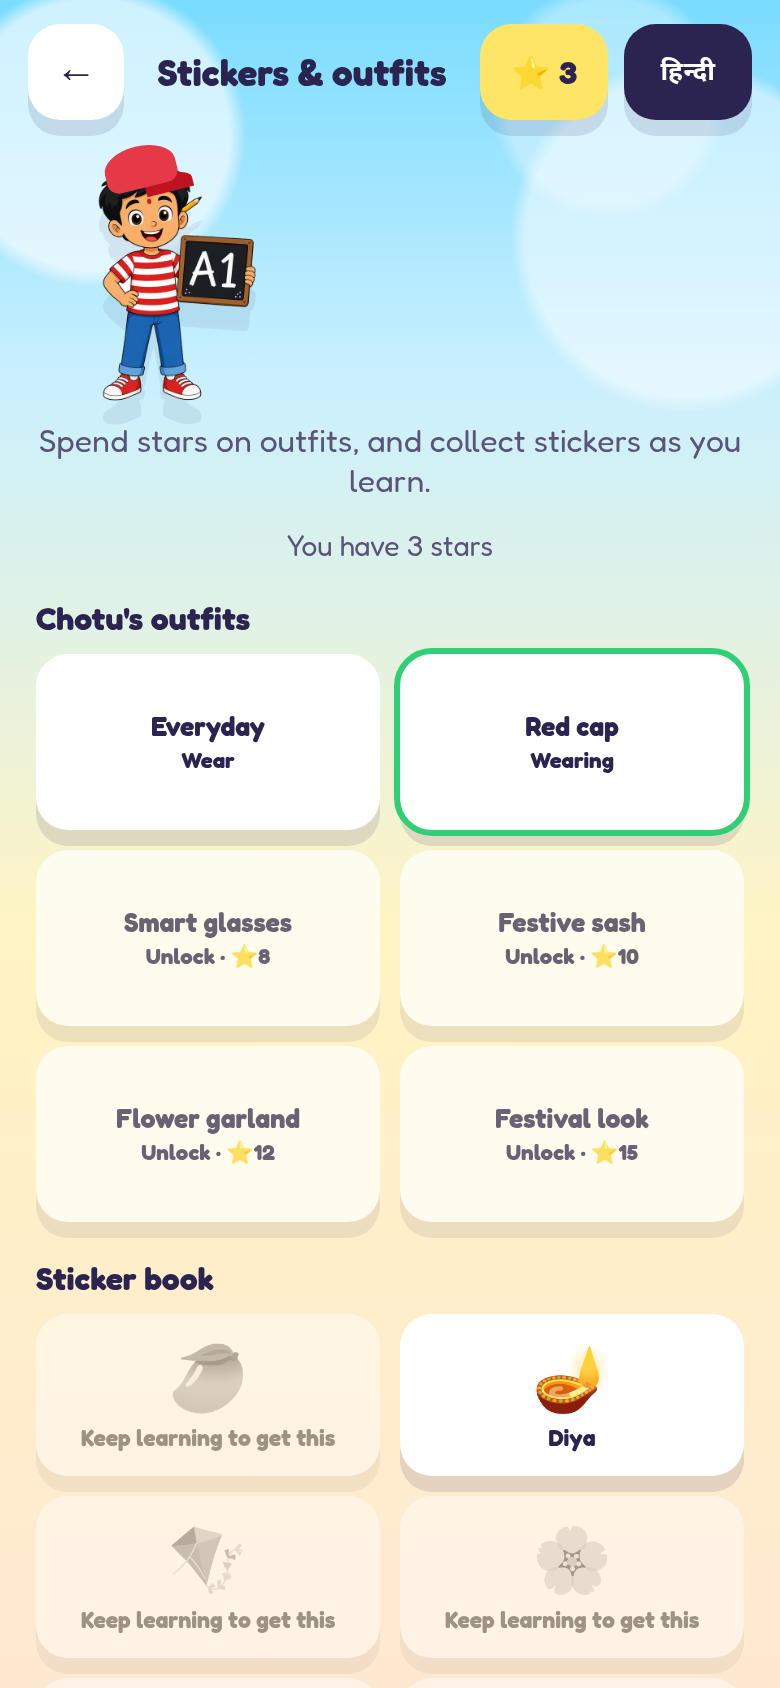 ←
Stickers & outfits
⭐ 3
हिन्दी
A1
Spend stars on outfits, and collect stickers as you
learn.
You have 3 stars
Chotu's outfits
Everyday
Wear
Red cap
Wearing
Smart glasses
Unlock · ⭐8
Festive sash
Unlock · ⭐10
Flower garland
Unlock · ⭐12
Festival look
Unlock · ⭐15
Sticker book
Keep learning to get this
Diya
Keep learning to get this
Keep learning to get this